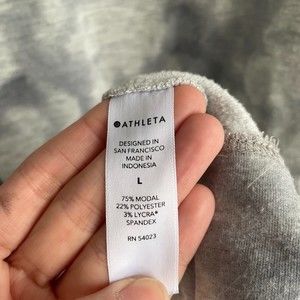 ATHLETA
DESIGNED IN
SAN FRANCISCO
MADE IN
INDONESIA
L
75% MODAL
22% POLYESTER
3% LYCRA®
SPANDEX
RN 54023